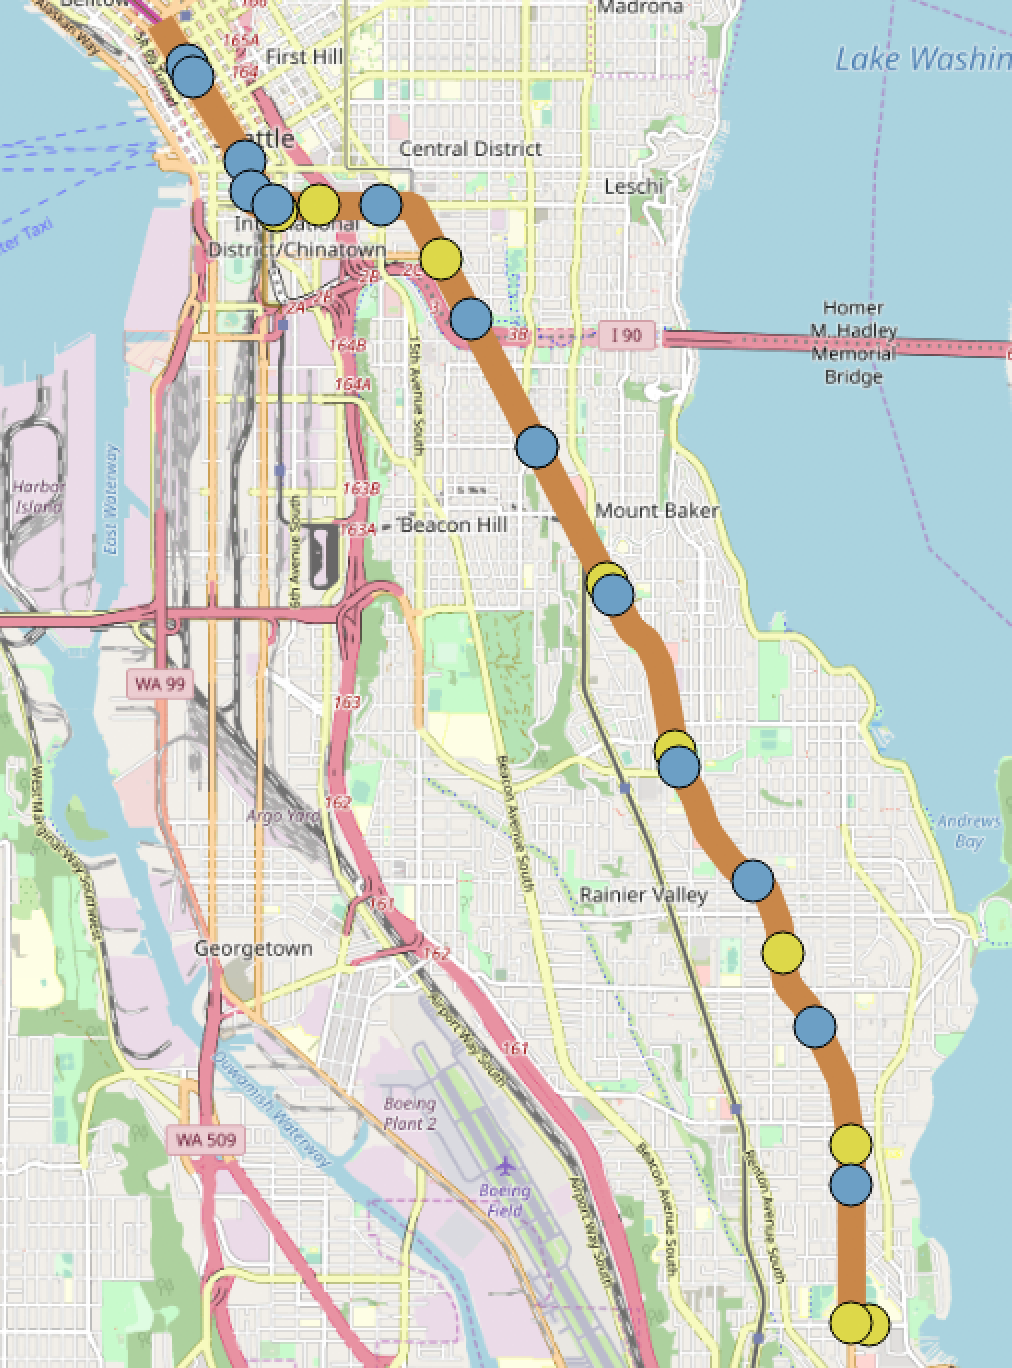 Madrona
Alaskan Way
165A
164
First Hill
Lake Washin
attle
Central District
Leschi
ter Taxi
International
District/Chinatown
2B
2C
2A
2B
3B
I 90
Homer
M. Hadley
Memorial
Bridge
164B
15th Avenue South
164A
Harbor
Island
East Waterway
163B
163A
Beacon Hill
Mount Baker
6th Avenue South
WA 99
163
162
Argo Yard
Beacon Avenue South
Andrews
Bay
West Marginal Way Southwest
Rainier Valley
161
Georgetown
162
Airport Way South
161
Duwamish Waterway
Boeing
Plant 2
WA 509
Boeing
Field
Airport Way South
Beacon Avenue South
Renton Avenue South